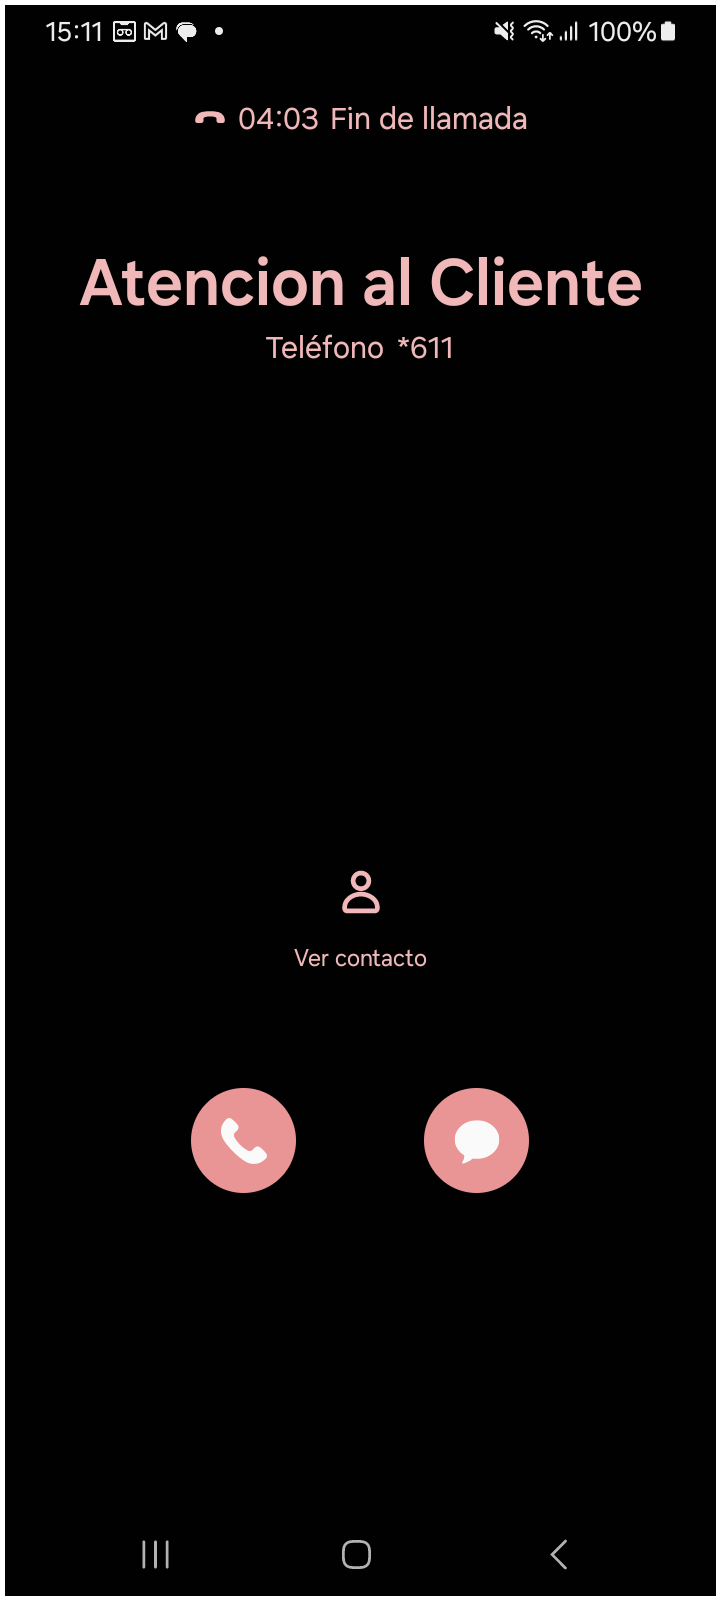 15:11 100%
04:03 Fin de llamada
Atencion al Cliente
Teléfono *611
Ver contacto